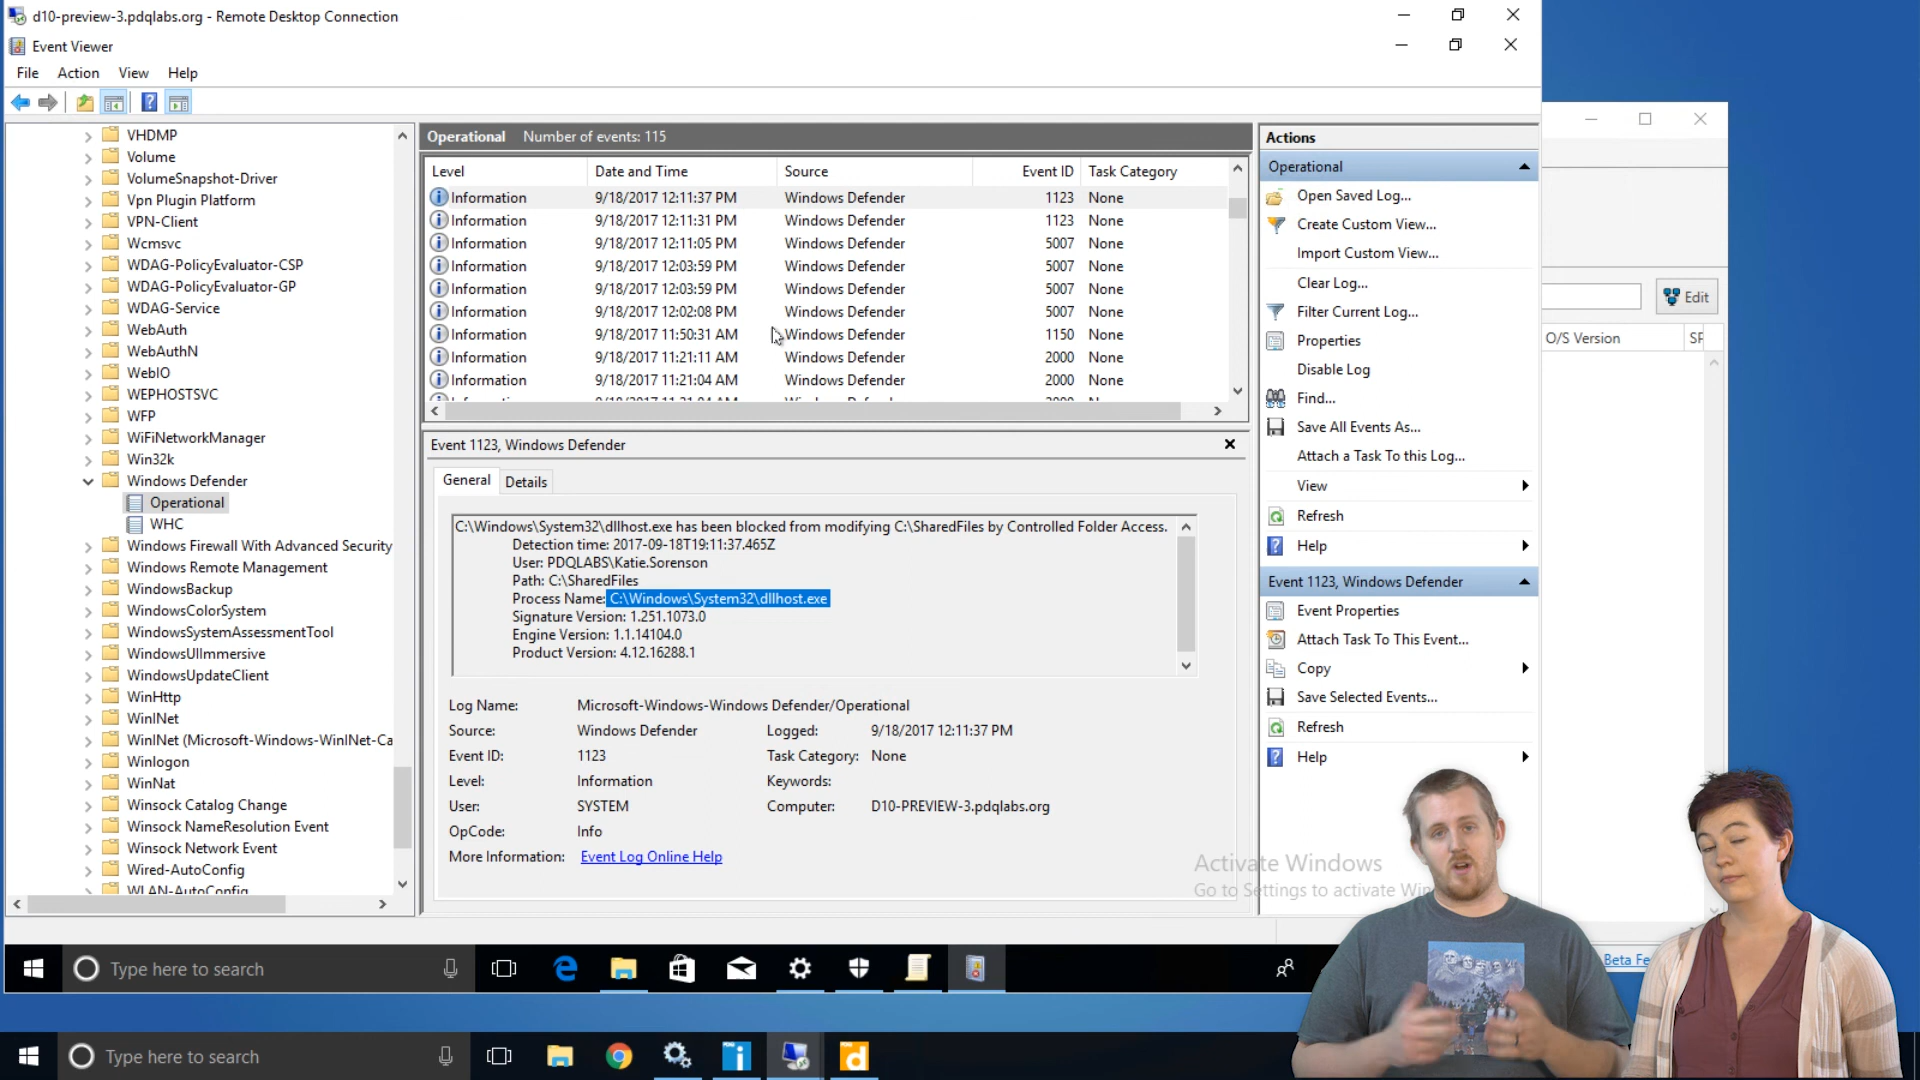 d10-preview-3.pdqlabs.org - Remote Desktop Connection
Event Viewer
File Action View Help
VHDMP
Volume
VolumeSnapshot-Driver
Vpn Plugin Platform
VPN-Client
Wcmsvc
WDAG-PolicyEvaluator-CSP
WDAG-PolicyEvaluator-GP
WDAG-Service
WebAuth
WebAuthN
WebIO
WEPHOSTSVC
WFP
WiFiNetworkManager
Win32k
Windows Defender
Operational
WHC
Windows Firewall With Advanced Security
Windows Remote Management
WindowsBackup
WindowsColorSystem
WindowsSystemAssessmentTool
WindowsUIImmersive
WindowsUpdateClient
WinHttp
WinINet
WinINet (Microsoft-Windows-WinINet-Ca
Winlogon
WinNat
Winsock Catalog Change
Winsock NameResolution Event
Winsock Network Event
Wired-AutoConfig
WLAN-AutoConfig
Operational Number of events: 115
Level Date and Time Source Event ID Task Category
Information 9/18/2017 12:11:37 PM Windows Defender 1123 None
Information 9/18/2017 12:11:31 PM Windows Defender 1123 None
Information 9/18/2017 12:11:05 PM Windows Defender 5007 None
Information 9/18/2017 12:03:59 PM Windows Defender 5007 None
Information 9/18/2017 12:03:59 PM Windows Defender 5007 None
Information 9/18/2017 12:02:08 PM Windows Defender 5007 None
Information 9/18/2017 11:50:31 AM Windows Defender 1150 None
Information 9/18/2017 11:21:11 AM Windows Defender 2000 None
Information 9/18/2017 11:21:04 AM Windows Defender 2000 None
Event 1123, Windows Defender
General Details
C:\Windows\System32\dllhost.exe has been blocked from modifying C:\SharedFiles by Controlled Folder Access.
Detection time: 2017-09-18T19:11:37.465Z
User: PDQLABS\Katie.Sorenson
Path: C:\SharedFiles
Process Name: C:\Windows\System32\dllhost.exe
Signature Version: 1.251.1073.0
Engine Version: 1.1.14104.0
Product Version: 4.12.16288.1
Log Name: Microsoft-Windows-Windows Defender/Operational
Source: Windows Defender Logged: 9/18/2017 12:11:37 PM
Event ID: 1123 Task Category: None
Level: Information Keywords:
User: SYSTEM Computer: D10-PREVIEW-3.pdqlabs.org
OpCode: Info
More Information: Event Log Online Help
Actions
Operational
Open Saved Log...
Create Custom View...
Import Custom View...
Clear Log...
Filter Current Log...
Properties
Disable Log
Find...
Save All Events As...
Attach a Task To this Log...
View
Refresh
Help
Event 1123, Windows Defender
Event Properties
Attach Task To This Event...
Copy
Save Selected Events...
Refresh
Help
Edit
O/S Version SP
Activate Windows
Go to Settings to activate Win
Beta Fe
Type here to search
Type here to search